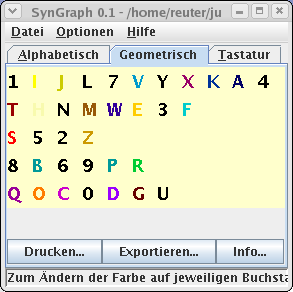 SynGraph 0.1 - /home/reuter/ju
Datei Optionen Hilfe
Alphabetisch Geometrisch Tastatur
1 I J L 7 V Y X K A 4
T H N M W E 3 F
S 5 2 Z
8 B 6 9 P R
Q O C 0 D G U
Drucken... Exportieren... Info...
Zum Ändern der Farbe auf jeweiligen Buchsta